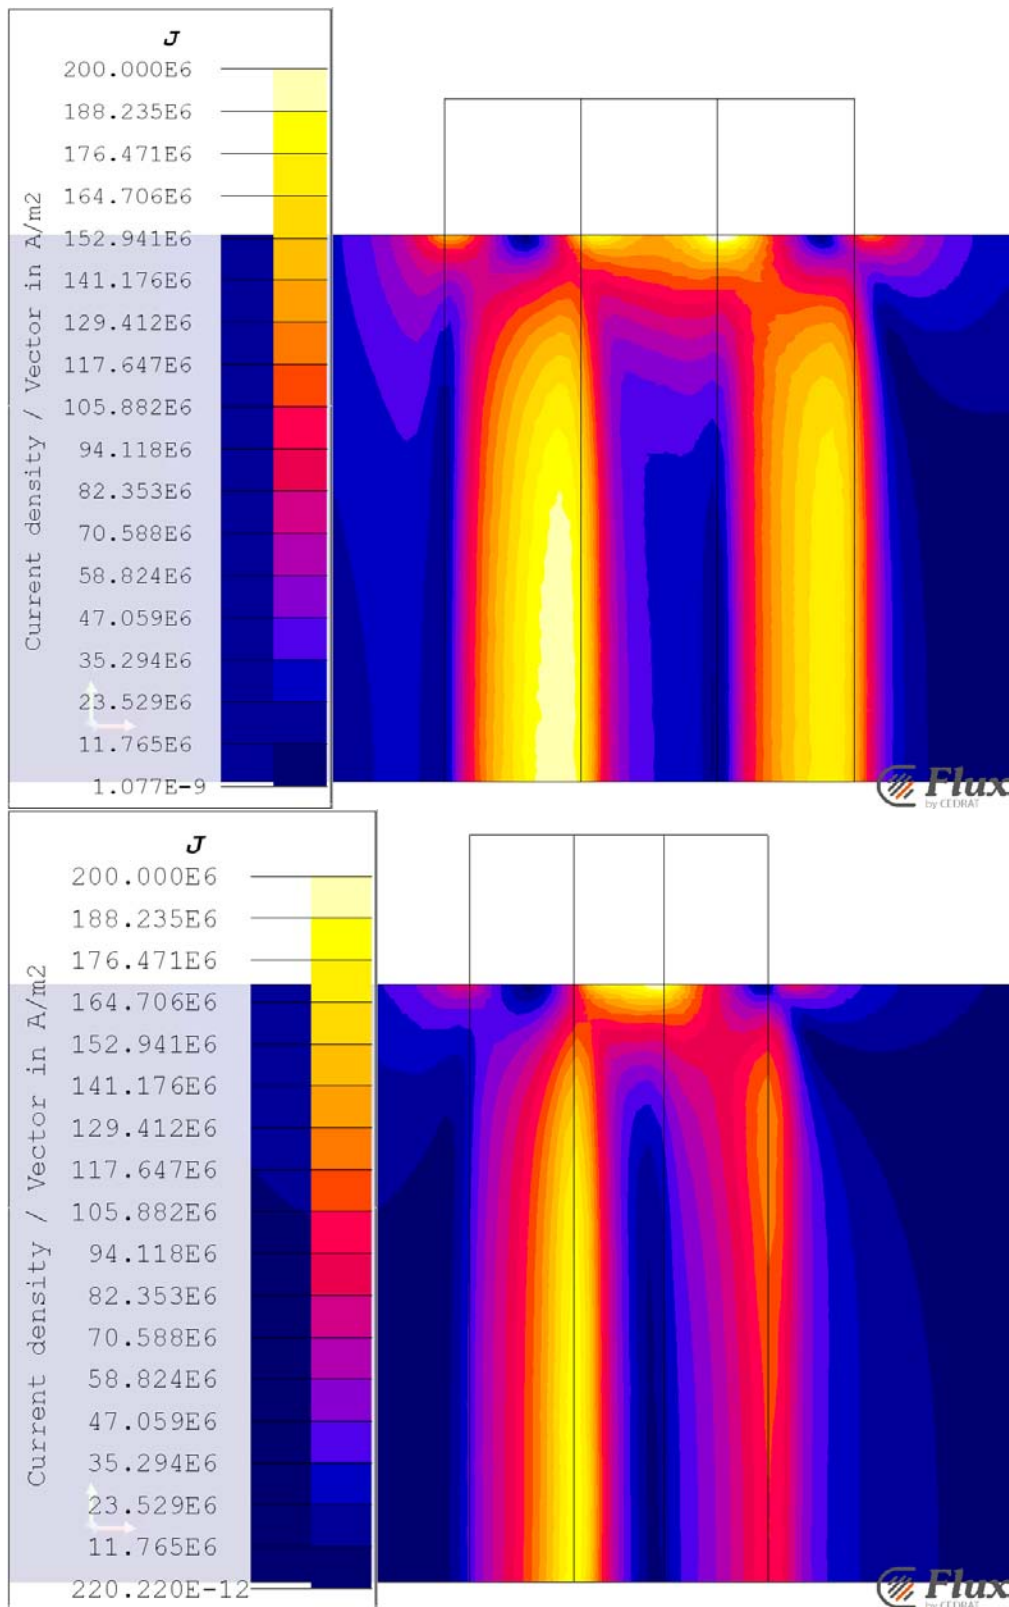 J
200.000E6
188.235E6
176.471E6
164.706E6
152.941E6
141.176E6
129.412E6
117.647E6
105.882E6
94.118E6
82.353E6
70.588E6
58.824E6
47.059E6
35.294E6
23.529E6
11.765E6
1.077E-9
Current density / Vector in A/m2
Flux
by CEDRAT
J
200.000E6
188.235E6
176.471E6
164.706E6
152.941E6
141.176E6
129.412E6
117.647E6
105.882E6
94.118E6
82.353E6
70.588E6
58.824E6
47.059E6
35.294E6
23.529E6
11.765E6
220.220E-12
Current density / Vector in A/m2
Flux
by CEDRAT